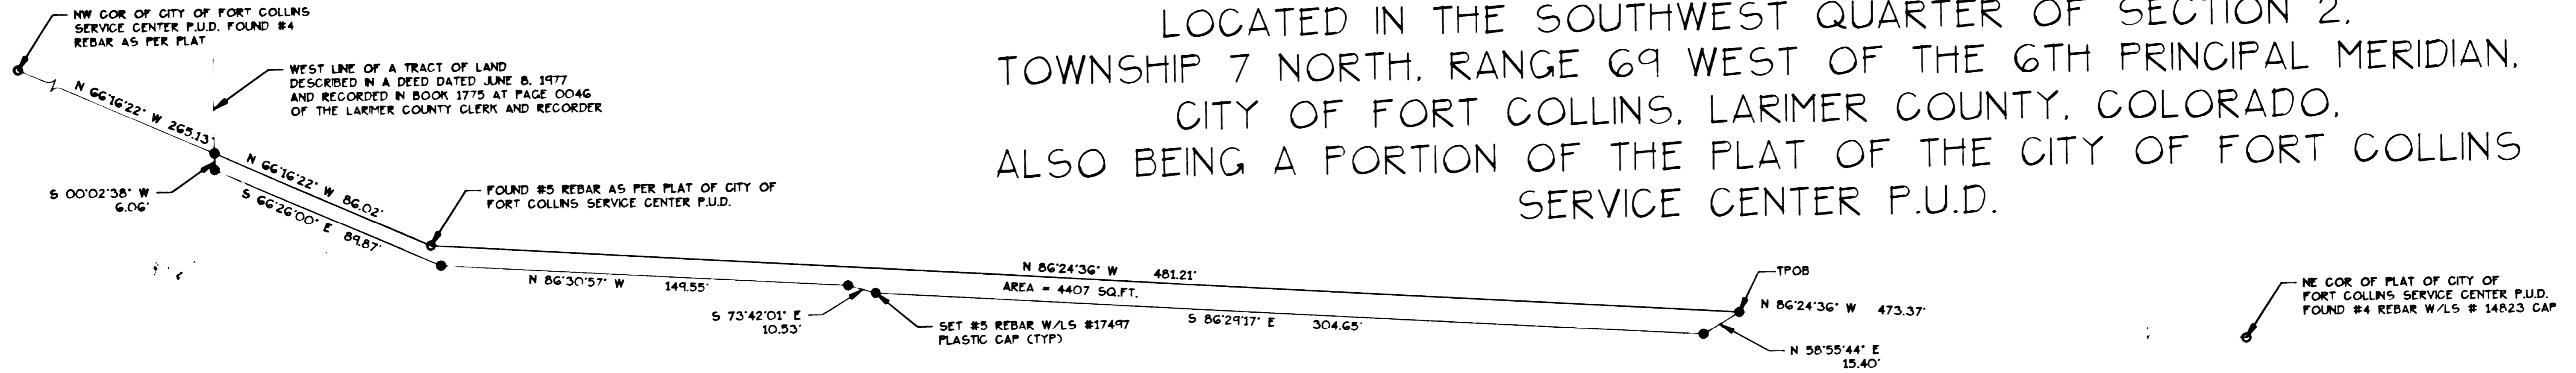 NW COR OF CITY OF FORT COLLINS
SERVICE CENTER P.U.D. FOUND #4
REBAR AS PER PLAT
WEST LINE OF A TRACT OF LAND
DESCRIBED IN A DEED DATED JUNE 8, 1977
AND RECORDED IN BOOK 1775 AT PAGE 0046
OF THE LARIMER COUNTY CLERK AND RECORDER
LOCATED IN THE SOUTHWEST QUARTER OF SECTION 2,
TOWNSHIP 7 NORTH, RANGE 69 WEST OF THE 6TH PRINCIPAL MERIDIAN,
CITY OF FORT COLLINS, LARIMER COUNTY, COLORADO,
ALSO BEING A PORTION OF THE PLAT OF THE CITY OF FORT COLLINS
SERVICE CENTER P.U.D.
N 66°16'22" W 265.13'
N 66°16'22" W 86.02'
S 00°02'38" W
6.06'
S 66°26'00" E 89.87'
FOUND #5 REBAR AS PER PLAT OF CITY OF
FORT COLLINS SERVICE CENTER P.U.D.
N 86°24'36" W 481.21'
AREA = 4407 SQ.FT.
N 86°30'57" W 149.55'
S 73°42'01" E
10.53'
SET #5 REBAR W/LS #17497
PLASTIC CAP (TYP)
S 86°29'17" E 304.65'
TPOB
N 86°24'36" W 473.37'
N 58°55'44" E
15.40'
NE COR OF PLAT OF CITY OF
FORT COLLINS SERVICE CENTER P.U.D.
FOUND #4 REBAR W/LS # 14823 CAP